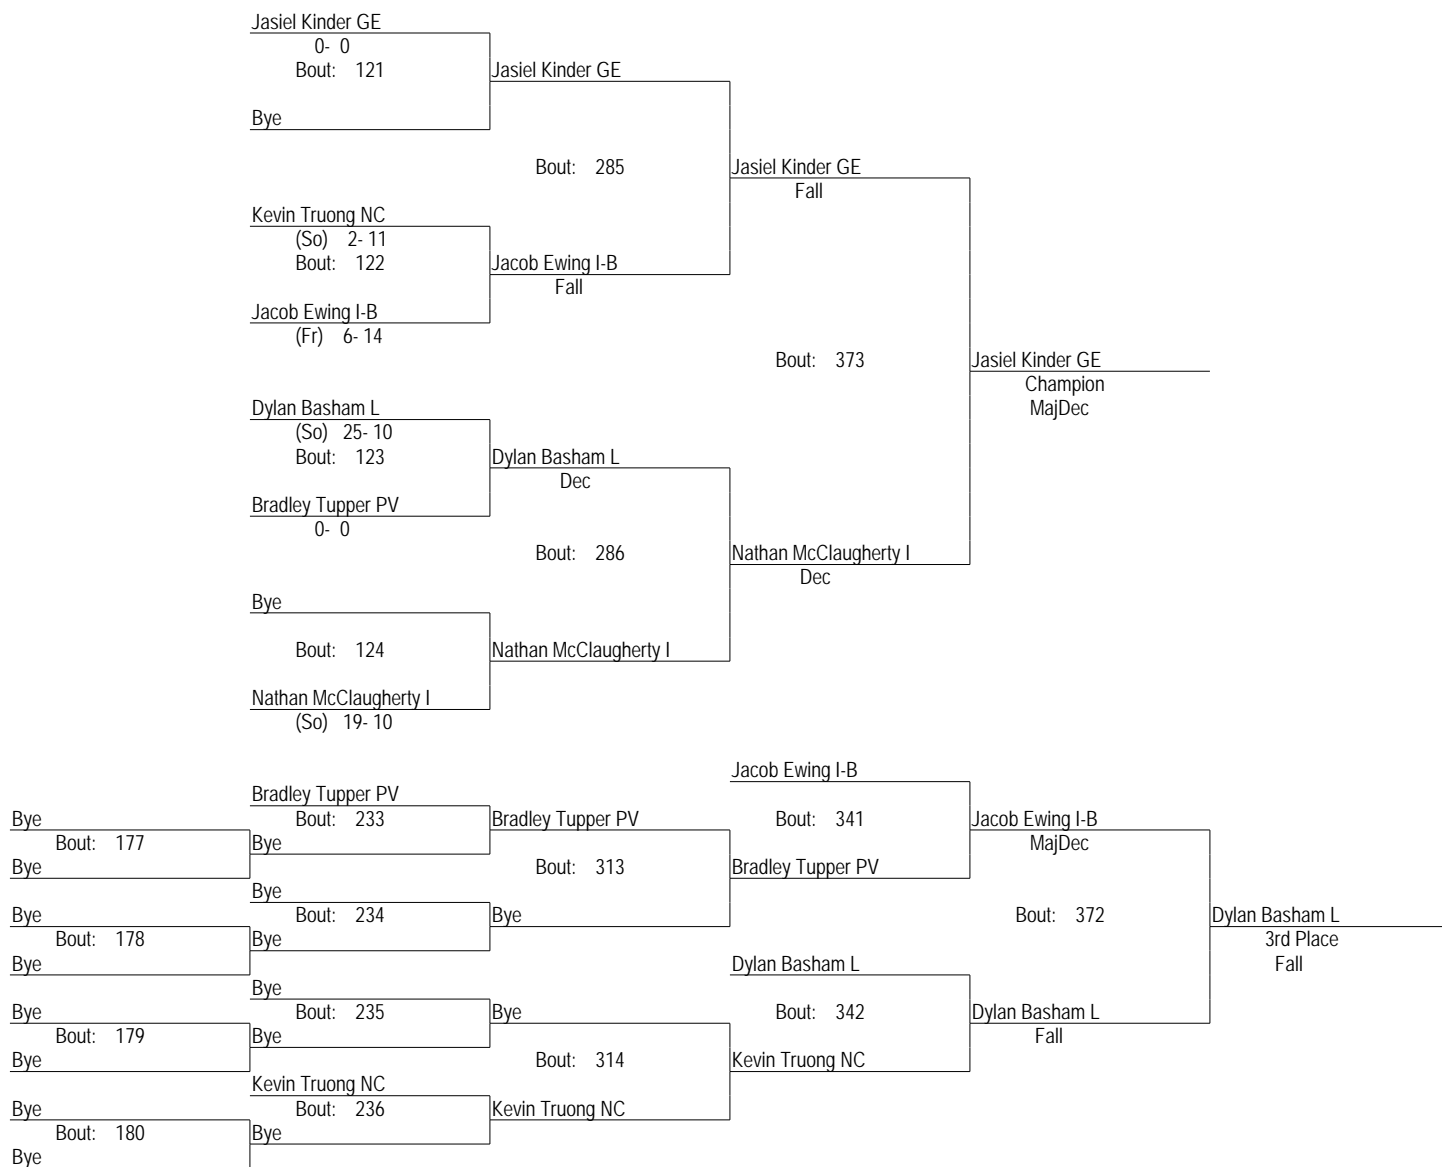 Jasiel Kinder GE
0- 0
Bout: 121
Jasiel Kinder GE
Bye
Bout: 285
Jasiel Kinder GE
Fall
Kevin Truong NC
(So) 2- 11
Bout: 122
Jacob Ewing I-B
Fall
Jacob Ewing I-B
(Fr) 6- 14
Bout: 373
Jasiel Kinder GE
Champion
MajDec
Dylan Basham L
(So) 25- 10
Bout: 123
Dylan Basham L
Dec
Bradley Tupper PV
0- 0
Bout: 286
Nathan McClaugherty I
Dec
Bye
Bout: 124
Nathan McClaugherty I
Nathan McClaugherty I
(So) 19- 10
Jacob Ewing I-B
Bradley Tupper PV
Bye
Bout: 233
Bradley Tupper PV
Bout: 341
Jacob Ewing I-B
Bout: 177
Bye
MajDec
Bye
Bout: 313
Bradley Tupper PV
Bye
Bye
Bout: 234
Bye
Bout: 372
Dylan Basham L
Bout: 178
Bye
3rd Place
Bye
Dylan Basham L
Fall
Bye
Bye
Bout: 235
Bye
Bout: 342
Dylan Basham L
Bout: 179
Bye
Fall
Bye
Bout: 314
Kevin Truong NC
Kevin Truong NC
Bye
Bout: 236
Kevin Truong NC
Bout: 180
Bye
Bye